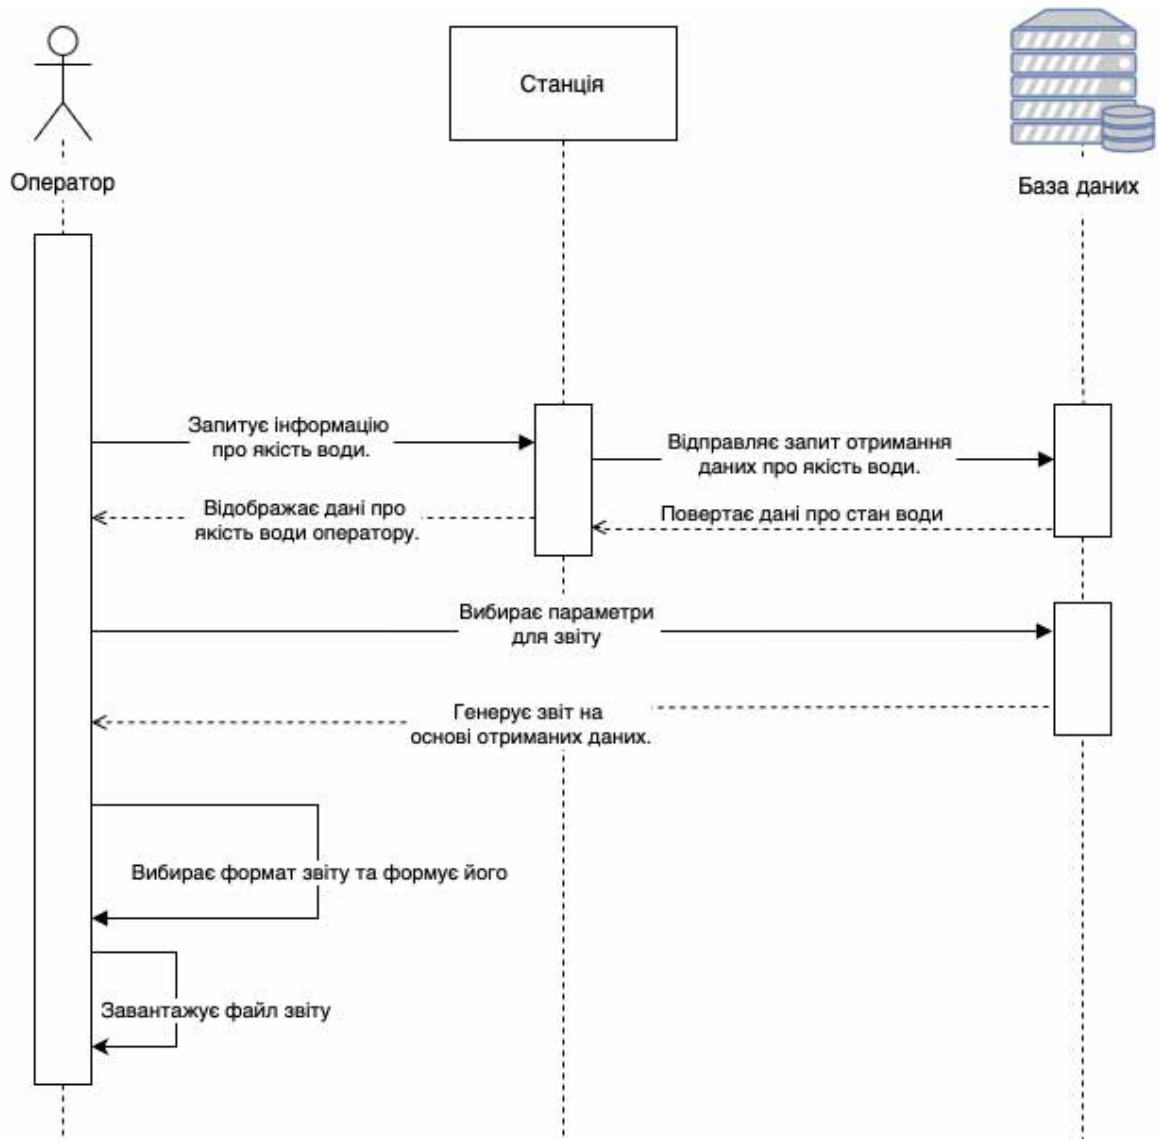 Станція
Оператор
База даних
Запитує інформацію
про якість води.
Відправляє запит отримання
даних про якість води.
Відображає дані про
якість води оператору.
Повертає дані про стан води
Вибирає параметри
для звіту
Генерує звіт на
основі отриманих даних.
Вибирає формат звіту та формує його
Завантажує файл звіту